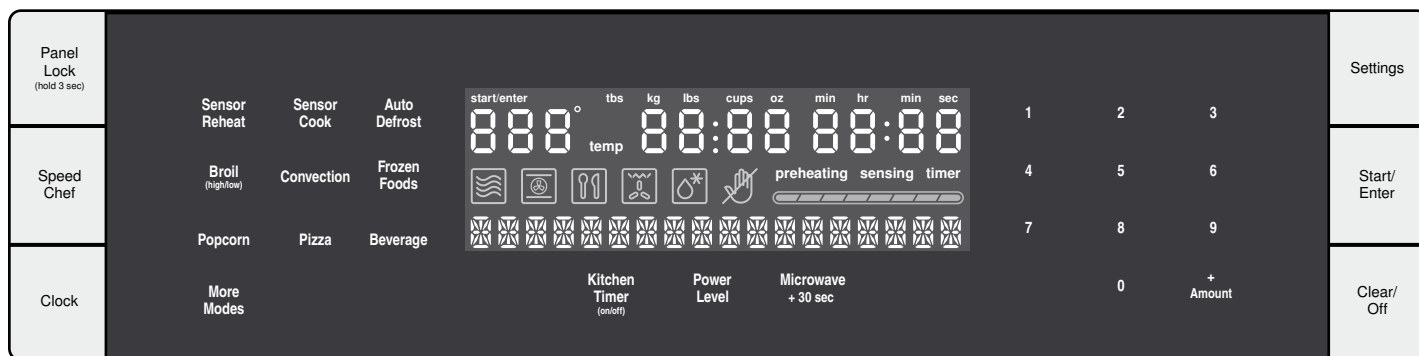 Panel
Lock
(hold 3 sec)
Speed
Chef
Clock
Sensor
Reheat
Sensor
Cook
Auto
Defrost
Broil
(high/low)
Convection
Frozen
Foods
Popcorn
Pizza
Beverage
More
Modes
start/enter tbs kg lbs cups oz min hr min sec
888° 88:88 88:88
temp
preheating sensing timer
Kitchen
Timer
(on/off)
Power
Level
Microwave
+ 30 sec
1 2 3
4 5 6
7 8 9
0 +
Amount
Settings
Start/
Enter
Clear/
Off